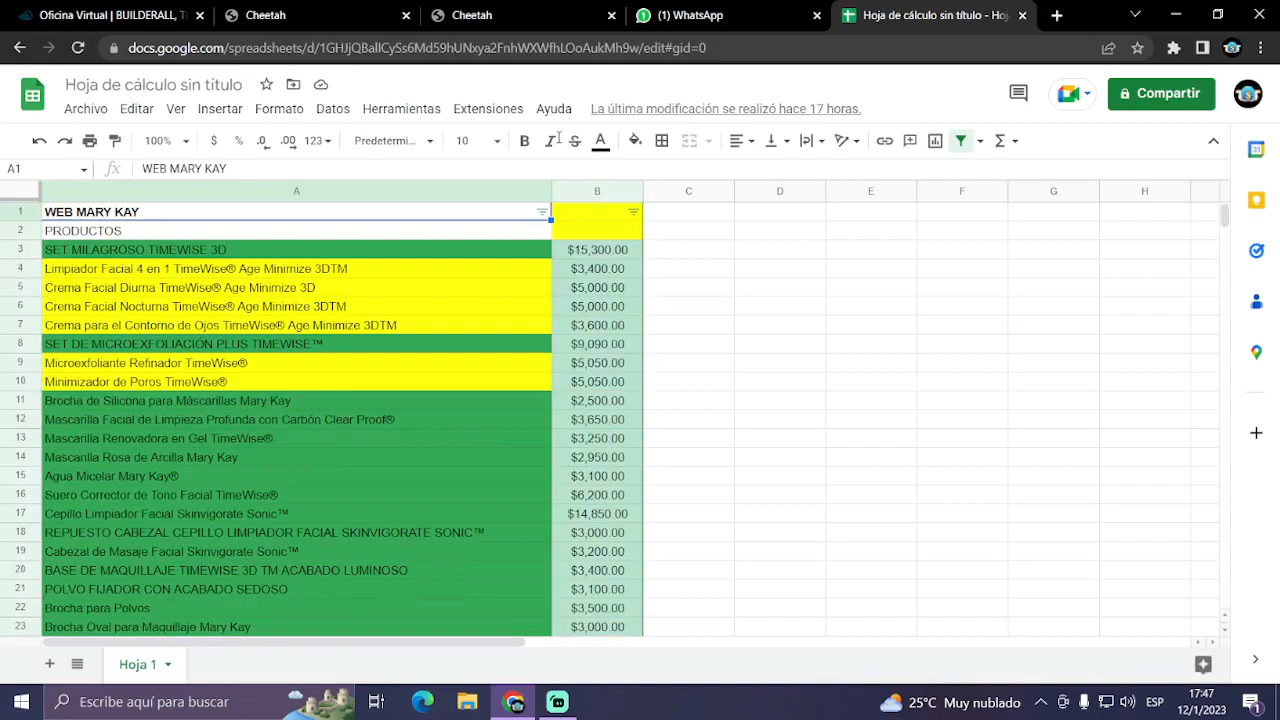 Oficina Virtual | BUILDERALL, T
Cheetah
Cheetah
(1) WhatsApp
Hoja de cálculo sin título - Hoj
docs.google.com/spreadsheets/d/1GHJjQBallCySs6Md59hUNxya2FnhWXWfhLOoAukMh9w/edit#gid=0
Hoja de cálculo sin título
Archivo Editar Ver Insertar Formato Datos Herramientas Extensiones Ayuda La última modificación se realizó hace 17 horas.
Compartir
100% $ % .0 .00 123 Predetermi... 10 B I S A Σ
A1 fx WEB MARY KAY
A B C D E F G H
1 WEB MARY KAY
2 PRODUCTOS
3 SET MILAGROSO TIMEWISE 3D $15,300.00
4 Limpiador Facial 4 en 1 TimeWise® Age Minimize 3DTM $3,400.00
5 Crema Facial Diurna TimeWise® Age Minimize 3D $5,000.00
6 Crema Facial Nocturna TimeWise® Age Minimize 3DTM $5,000.00
7 Crema para el Contorno de Ojos TimeWise® Age Minimize 3DTM $3,600.00
8 SET DE MICROEXFOLIACIÓN PLUS TIMEWISE™ $9,090.00
9 Microexfoliante Refinador TimeWise® $5,050.00
10 Minimizador de Poros TimeWise® $5,050.00
11 Brocha de Silicona para Máscarillas Mary Kay $2,500.00
12 Mascarilla Facial de Limpieza Profunda con Carbón Clear Proof® $3,650.00
13 Mascarilla Renovadora en Gel TimeWise® $3,250.00
14 Mascarilla Rosa de Arcilla Mary Kay $2,950.00
15 Agua Micelar Mary Kay® $3,100.00
16 Suero Corrector de Tono Facial TimeWise® $6,200.00
17 Cepillo Limpiador Facial Skinvigorate Sonic™ $14,850.00
18 REPUESTO CABEZAL CEPILLO LIMPIADOR FACIAL SKINVIGORATE SONIC™ $3,000.00
19 Cabezal de Masaje Facial Skinvigorate Sonic™ $3,200.00
20 BASE DE MAQUILLAJE TIMEWISE 3D TM ACABADO LUMINOSO $3,400.00
21 POLVO FIJADOR CON ACABADO SEDOSO $3,100.00
22 Brocha para Polvos $3,500.00
23 Brocha Oval para Maquillaje Mary Kay $3,000.00
Hoja 1
Escribe aquí para buscar
25°C Muy nublado
ESP
17:47
12/1/2023